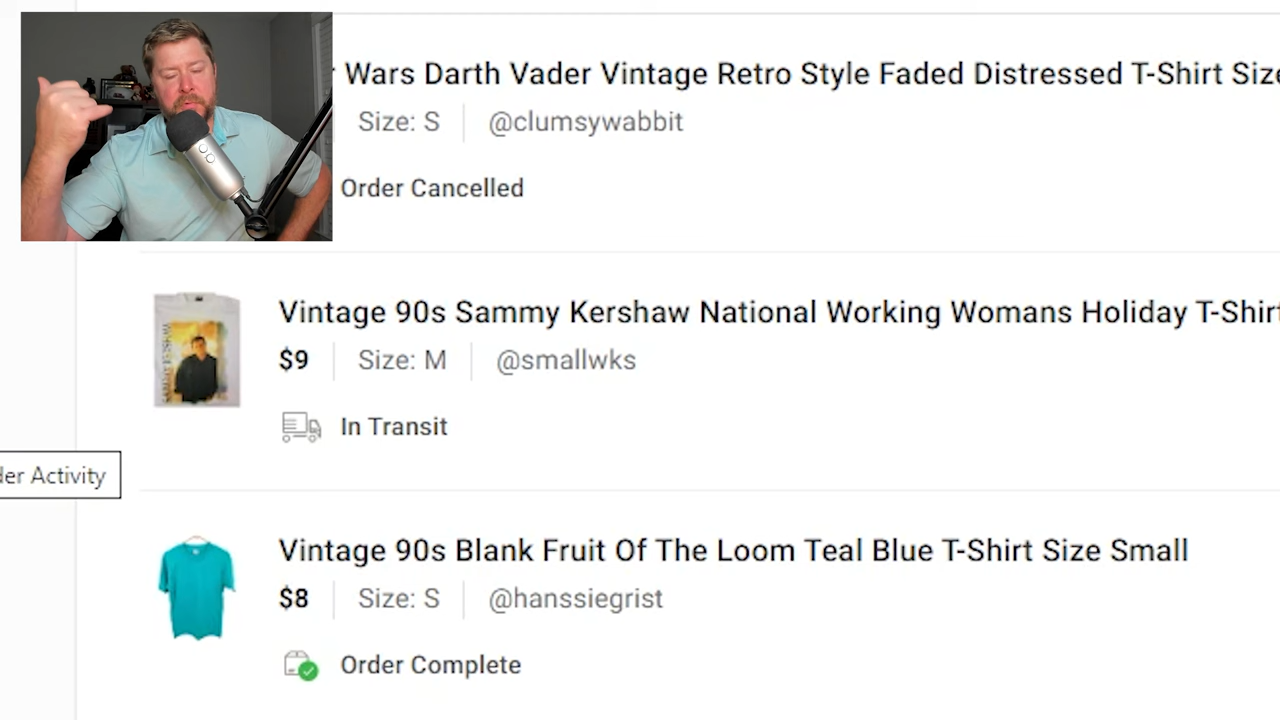 Wars Darth Vader Vintage Retro Style Faded Distressed T-Shirt Size
Size: S @clumsywabbit
Order Cancelled
Vintage 90s Sammy Kershaw National Working Womans Holiday T-Shirt
$9 Size: M @smallwks
In Transit
der Activity
Vintage 90s Blank Fruit Of The Loom Teal Blue T-Shirt Size Small
$8 Size: S @hanssiegrist
Order Complete